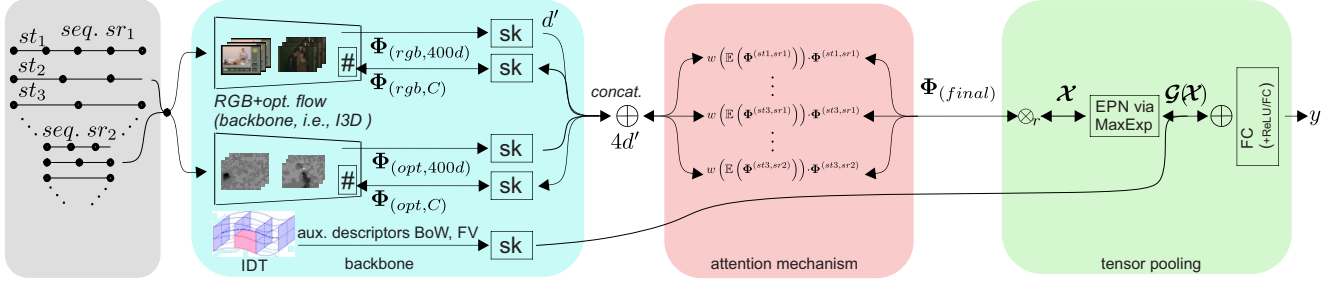 st₁ seq. sr₁
st₂
st₃
seq. sr₂
#
RGB+opt. flow
(backbone, i.e., I3D )
#
IDT
aux. descriptors BoW, FV
backbone
Φ(rgb,400d)
Φ(rgb,C)
Φ(opt,400d)
Φ(opt,C)
sk
d′
sk
sk
sk
sk
concat.
⊕
4d′
w(𝔼(Φ^(st1,sr1)))·Φ^(st1,sr1)
w(𝔼(Φ^(st3,sr1)))·Φ^(st3,sr1)
w(𝔼(Φ^(st3,sr2)))·Φ^(st3,sr2)
attention mechanism
Φ(final)
⊗r
𝓧
EPN via
MaxExp
𝓖(𝓧)
⊕
FC
(+ReLU/FC)
y
tensor pooling